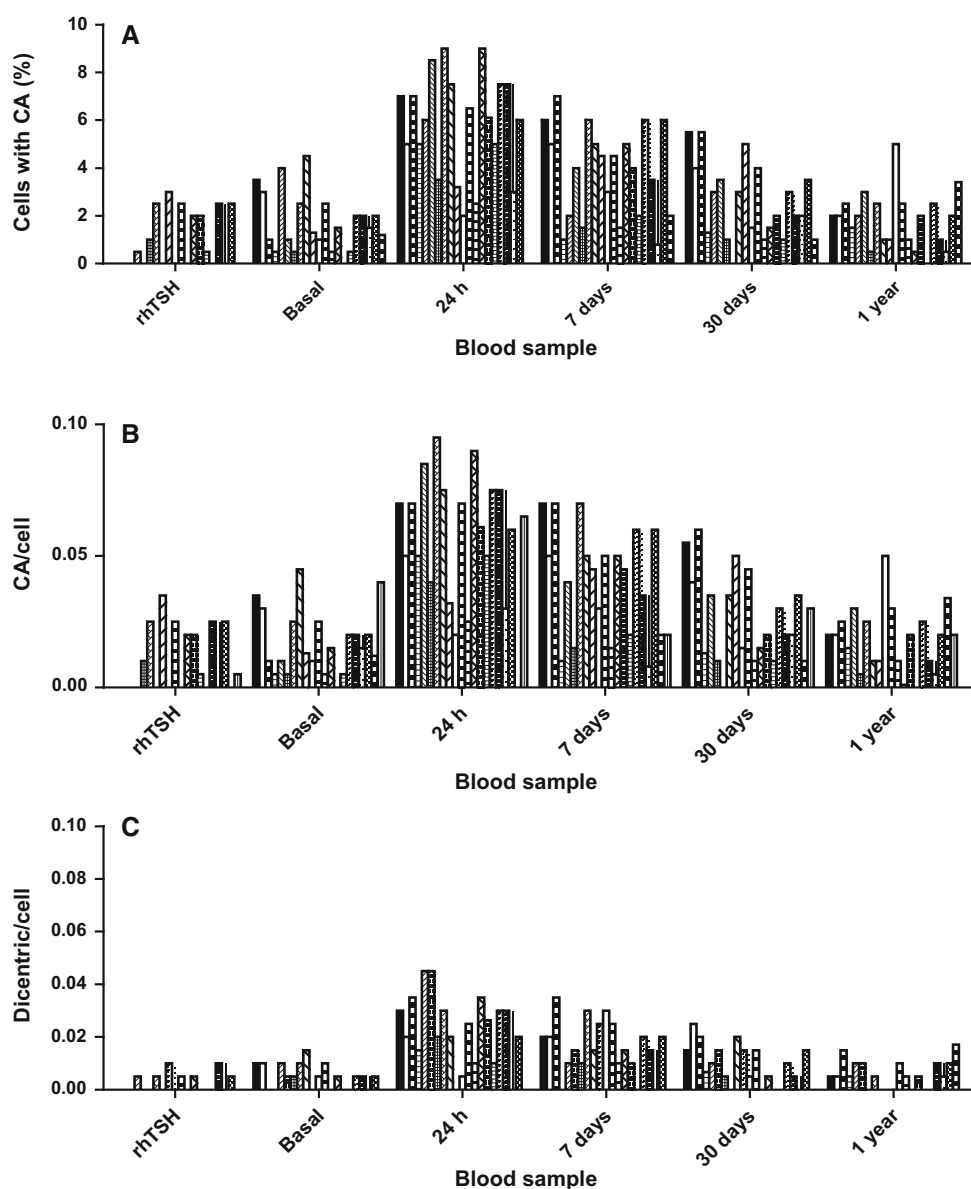 A
Cells with CA (%)
10
8
6
4
2
0
rhTSH
Basal
24 h
7 days
30 days
1 year
Blood sample
B
CA/cell
0.10
0.05
0.00
rhTSH
Basal
24 h
7 days
30 days
1 year
Blood sample
C
Dicentric/cell
0.10
0.08
0.06
0.04
0.02
0.00
rhTSH
Basal
24 h
7 days
30 days
1 year
Blood sample